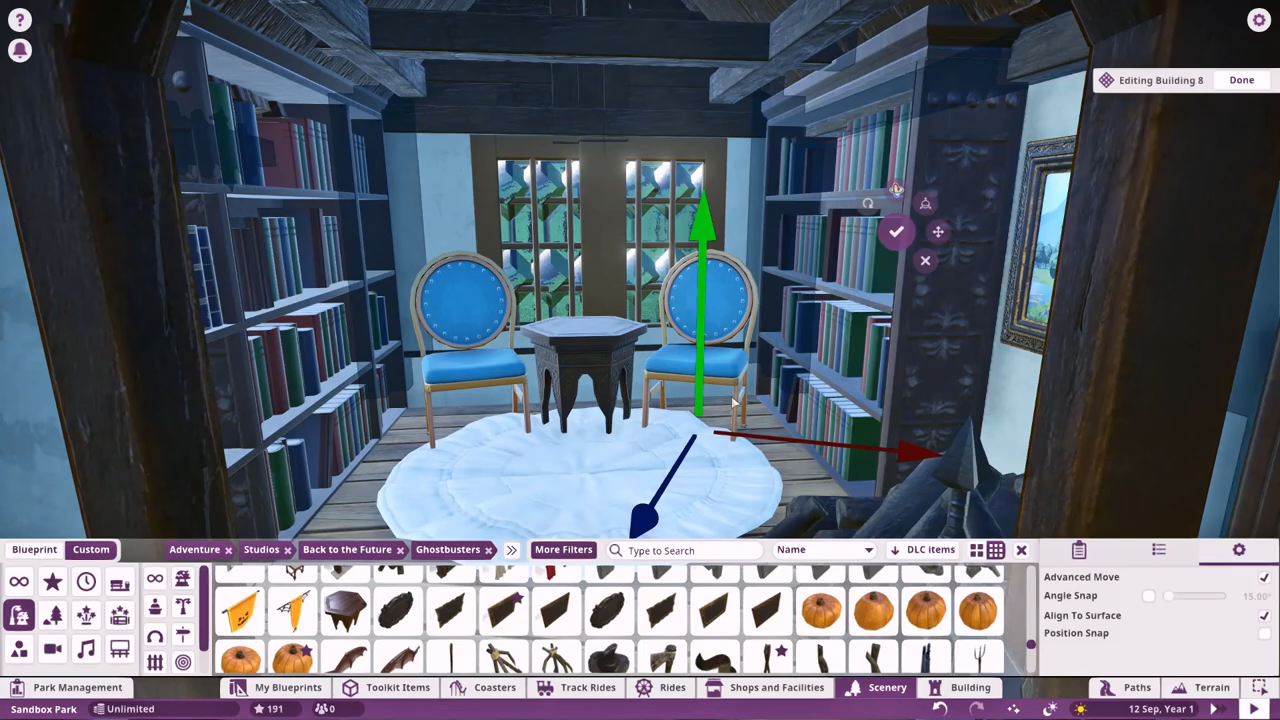 ?
Editing Building 8 Done
Blueprint Custom Adventure Studios Back to the Future Ghostbusters More Filters Type to Search Name DLC items
Advanced Move
Angle Snap 15.00°
Align To Surface
Position Snap
Park Management My Blueprints Toolkit Items Coasters Track Rides Rides Shops and Facilities Scenery Building Paths Terrain
Sandbox Park Unlimited 191 0 12 Sep, Year 1